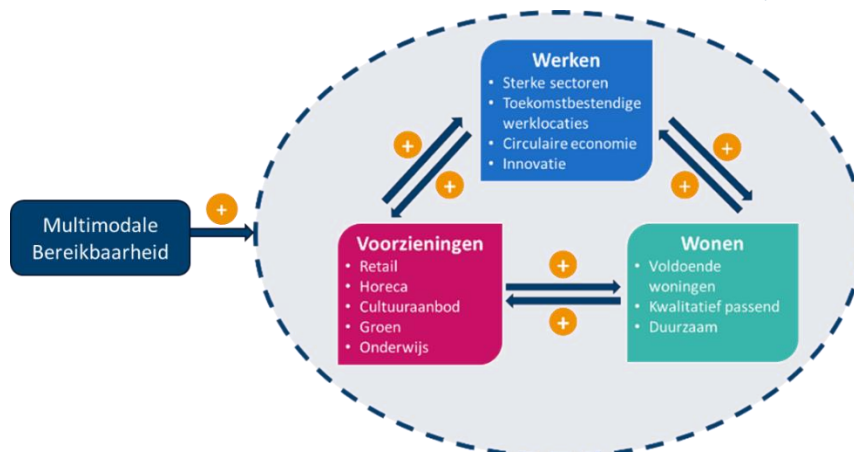 Werken
• Sterke sectoren
• Toekomstbestendige
werklocaties
• Circulaire economie
• Innovatie
+
+
+
+
+
Multimodale
Bereikbaarheid
Voorzieningen
• Retail
• Horeca
• Cultuuraanbod
• Groen
• Onderwijs
+
+
Wonen
• Voldoende
woningen
• Kwalitatief passend
• Duurzaam